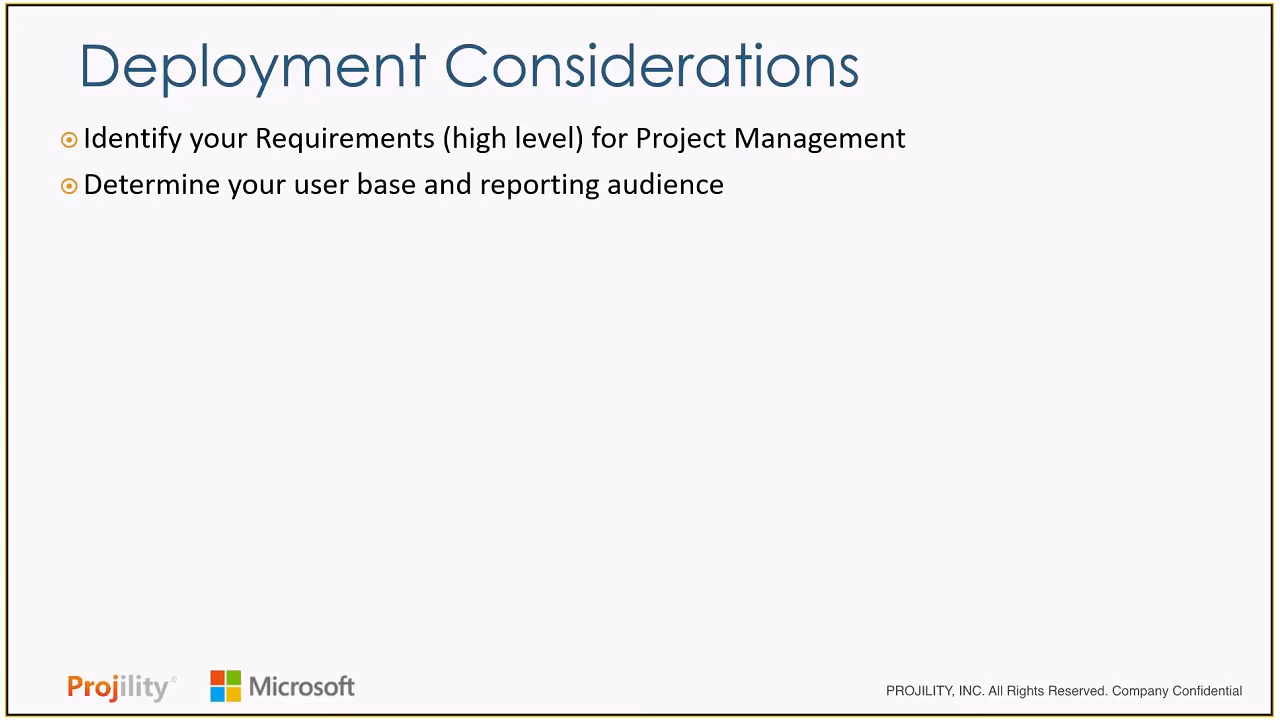 Deployment Considerations
Identify your Requirements (high level) for Project Management
Determine your user base and reporting audience
Projility®
Microsoft
PROJILITY, INC. All Rights Reserved. Company Confidential